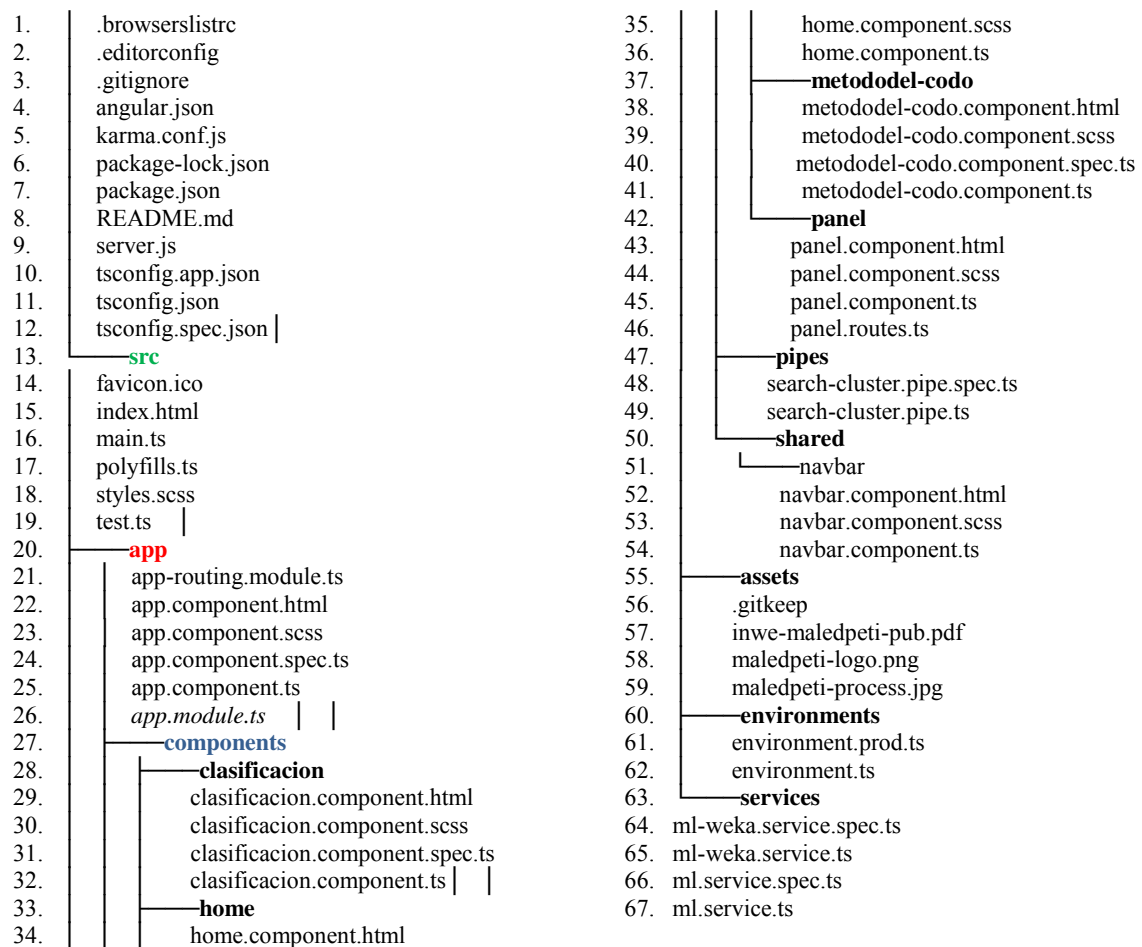 1. .browserslistrc
2. .editorconfig
3. .gitignore
4. angular.json
5. karma.conf.js
6. package-lock.json
7. package.json
8. README.md
9. server.js
10. tsconfig.app.json
11. tsconfig.json
12. tsconfig.spec.json
13. src
14. favicon.ico
15. index.html
16. main.ts
17. polyfills.ts
18. styles.scss
19. test.ts
20. app
21. app-routing.module.ts
22. app.component.html
23. app.component.scss
24. app.component.spec.ts
25. app.component.ts
26. app.module.ts
27. components
28. clasificacion
29. clasificacion.component.html
30. clasificacion.component.scss
31. clasificacion.component.spec.ts
32. clasificacion.component.ts
33. home
34. home.component.html
35. home.component.scss
36. home.component.ts
37. metododel-codo
38. metododel-codo.component.html
39. metododel-codo.component.scss
40. metododel-codo.component.spec.ts
41. metododel-codo.component.ts
42. panel
43. panel.component.html
44. panel.component.scss
45. panel.component.ts
46. panel.routes.ts
47. pipes
48. search-cluster.pipe.spec.ts
49. search-cluster.pipe.ts
50. shared
51. navbar
52. navbar.component.html
53. navbar.component.scss
54. navbar.component.ts
55. assets
56. .gitkeep
57. inwe-maledpeti-pub.pdf
58. maledpeti-logo.png
59. maledpeti-process.jpg
60. environments
61. environment.prod.ts
62. environment.ts
63. services
64. ml-weka.service.spec.ts
65. ml-weka.service.ts
66. ml.service.spec.ts
67. ml.service.ts